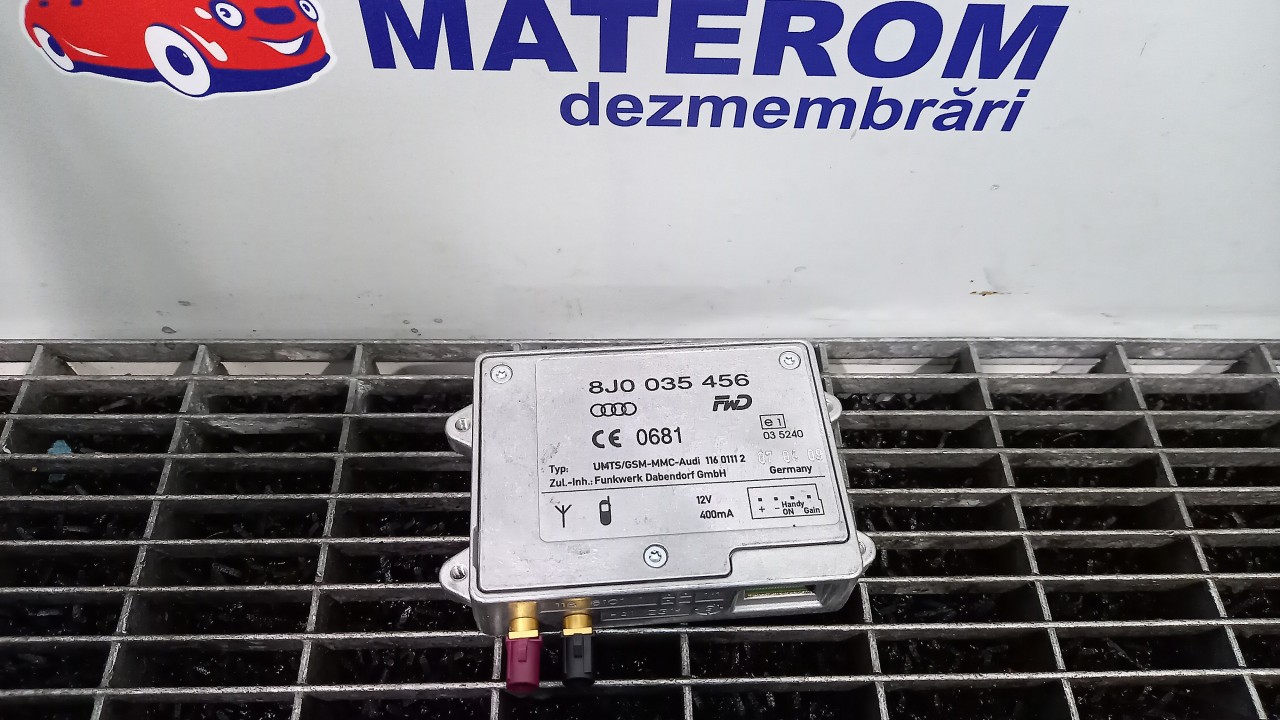 MATEROM
dezmembrări
8J0 035 456
FWD
CE 0681
e1
03 5240
Typ: UMTS/GSM-MMC-Audi 116 0111 2
Zul.-Inh.: Funkwerk Dabendorf GmbH
Germany
12V
400mA
+ - Handy Gain
ON